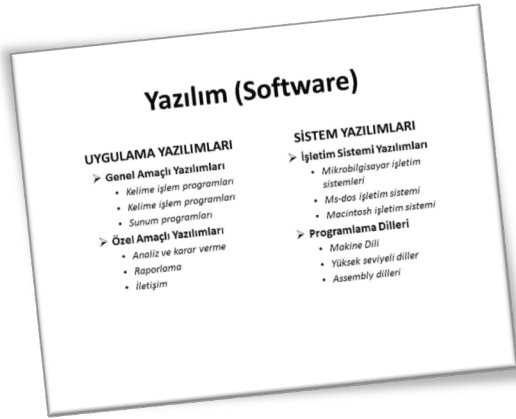 Yazılım (Software)
UYGULAMA YAZILIMLARI
➢ Genel Amaçlı Yazılımları
• Kelime işlem programları
• Kelime işlem programları
• Sunum programları
➢ Özel Amaçlı Yazılımları
• Analiz ve karar verme
• Raporlama
• İletişim
SİSTEM YAZILIMLARI
➢ İşletim Sistemi Yazılımları
• Mikrobilgisayar işletim
sistemleri
• Ms-dos işletim sistemi
• Macintosh işletim sistemi
➢ Programlama Dilleri
• Makine Dili
• Yüksek seviyeli diller
• Assembly dilleri